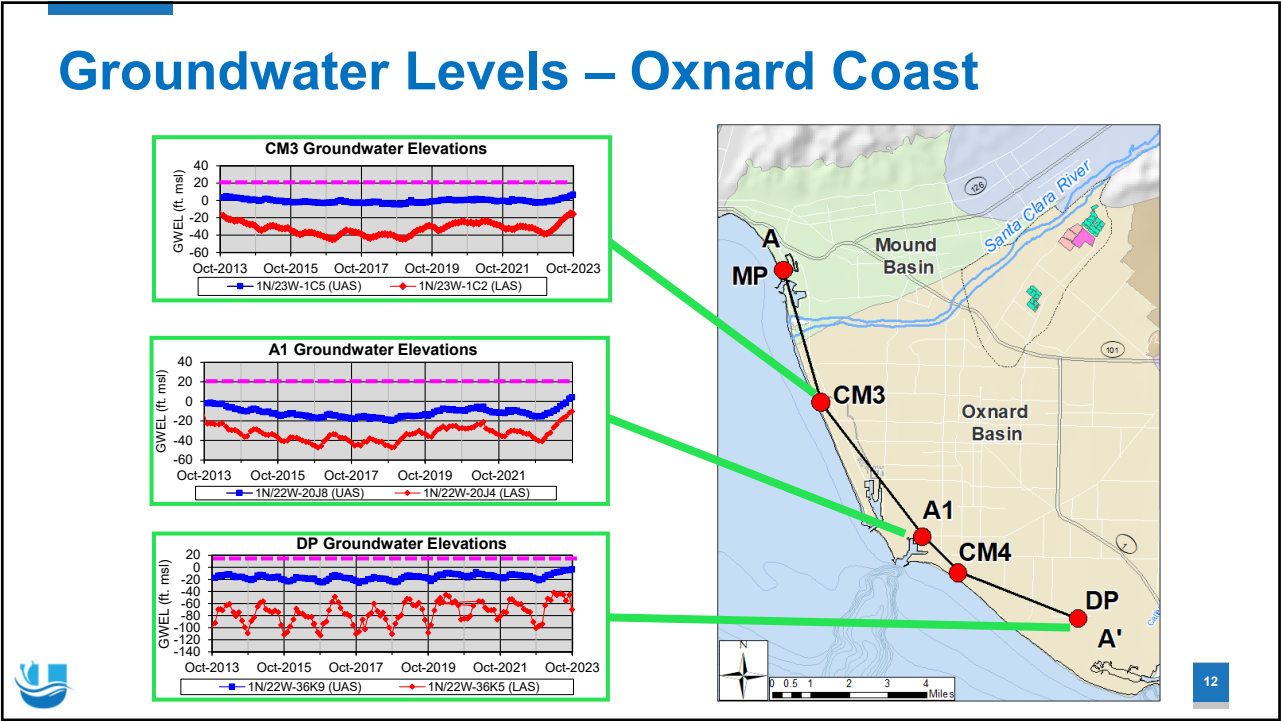 Groundwater Levels – Oxnard Coast
CM3 Groundwater Elevations
GWEL (ft. msl)
40
20
0
-20
-40
-60
Oct-2013 Oct-2015 Oct-2017 Oct-2019 Oct-2021 Oct-2023
1N/23W-1C5 (UAS) 1N/23W-1C2 (LAS)
A1 Groundwater Elevations
GWEL (ft. msl)
40
20
0
-20
-40
-60
Oct-2013 Oct-2015 Oct-2017 Oct-2019 Oct-2021
1N/22W-20J8 (UAS) 1N/22W-20J4 (LAS)
DP Groundwater Elevations
GWEL (ft. msl)
20
0
-20
-40
-60
-80
-100
-120
-140
Oct-2013 Oct-2015 Oct-2017 Oct-2019 Oct-2021 Oct-2023
1N/22W-36K9 (UAS) 1N/22W-36K5 (LAS)
126
Santa Clara River
A
MP
Mound
Basin
101
CM3
Oxnard
Basin
A1
1
CM4
DP
A'
N
0 0.5 1 2 3 4
Miles
12